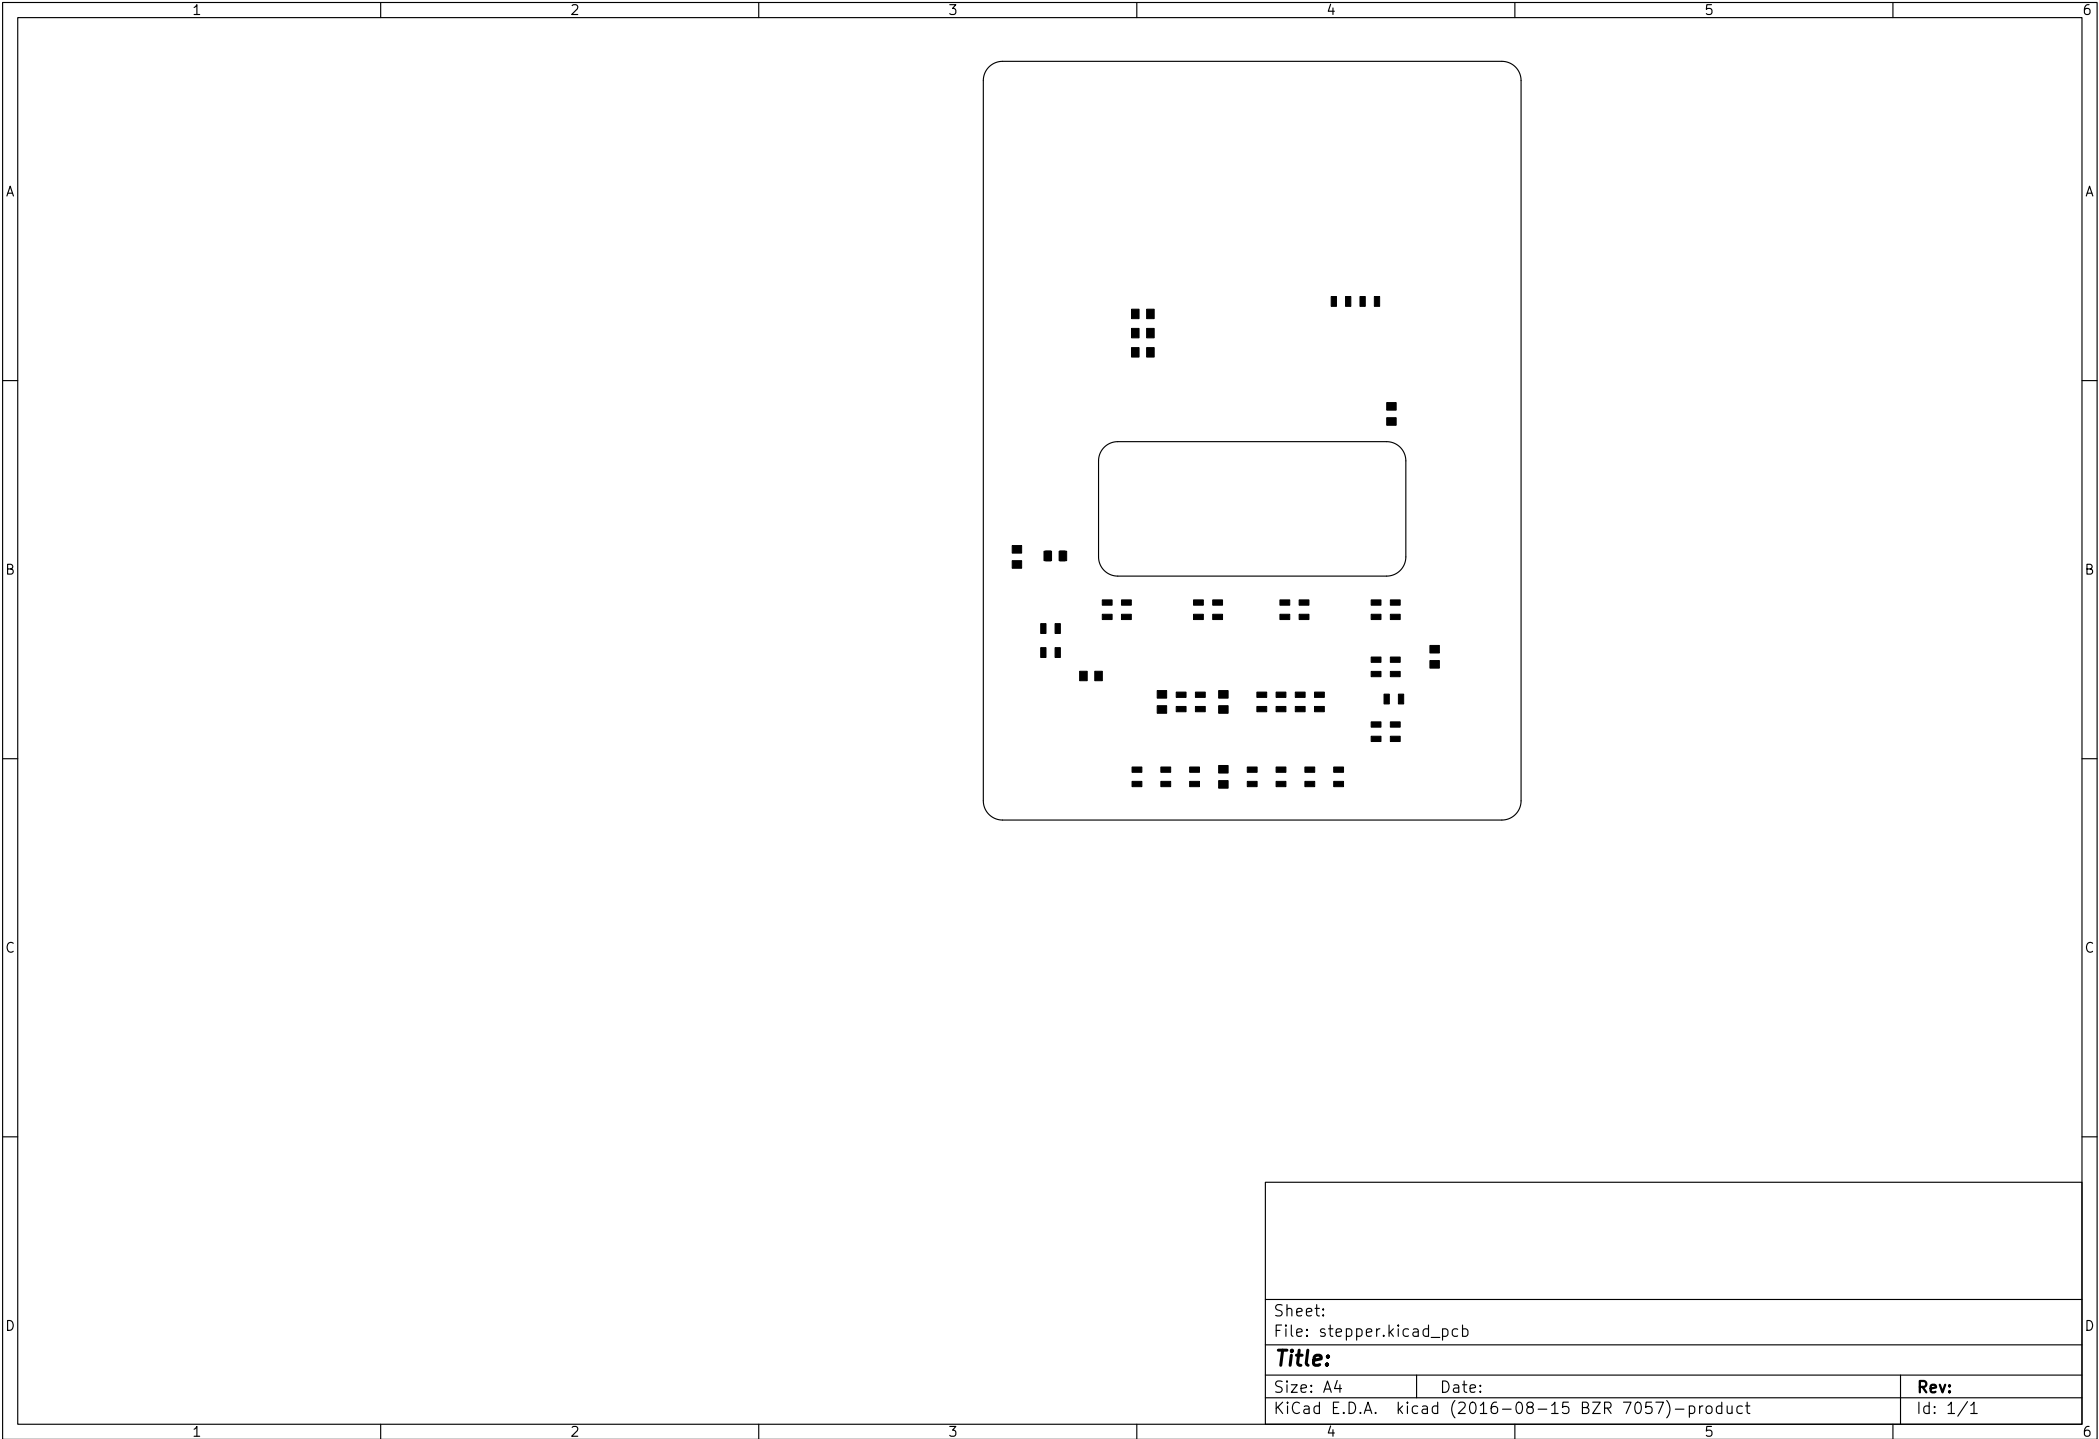 1 2 3 4 5 6
A A
B B
C C
Sheet:
D D
File: stepper.kicad_pcb
Title:
Size: A4 Date: Rev:
KiCad E.D.A. kicad (2016-08-15 BZR 7057)-product Id: 1/1
1 2 3 4 5 6